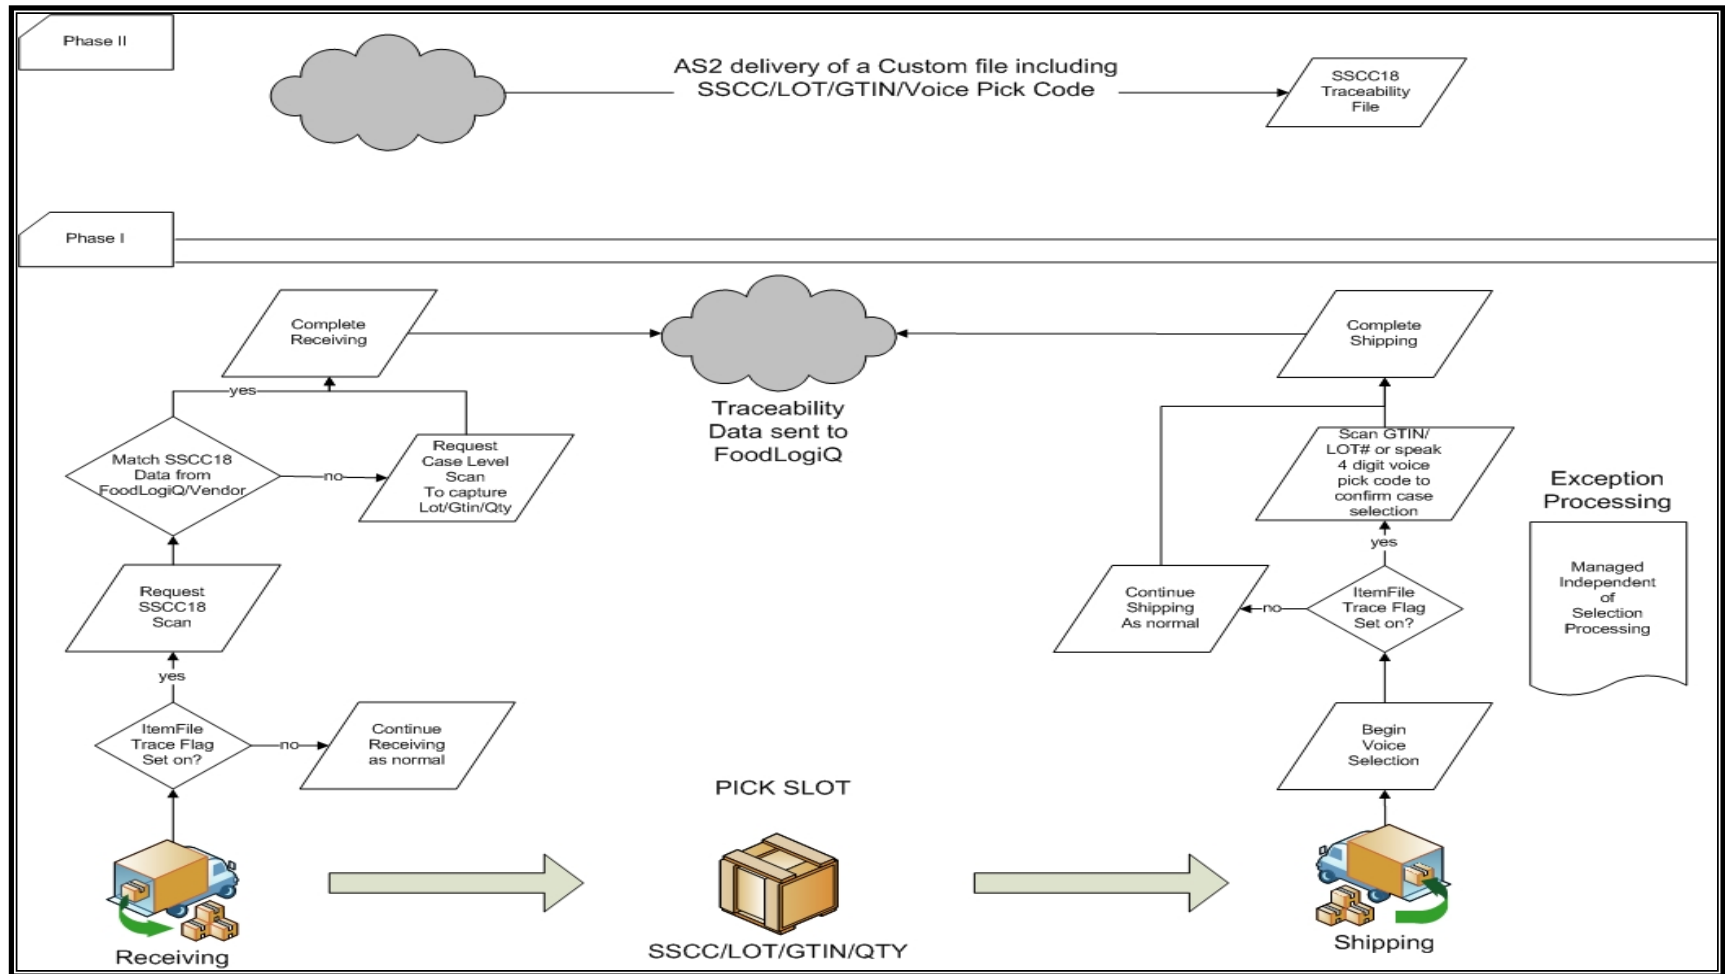 Phase II
AS2 delivery of a Custom file including
SSCC/LOT/GTIN/Voice Pick Code
SSCC18
Traceability
File
Phase I
Complete
Receiving
Traceability
Data sent to
FoodLogiQ
Complete
Shipping
yes
Match SSCC18
Data from
FoodLogiQ/Vendor
no
Request
Case Level
Scan
To capture
Lot/Gtin/Qty
Scan GTIN/
LOT# or speak
4 digit voice
pick code to
confirm case
selection
Exception
Processing
Managed
Independent
of
Selection
Processing
yes
Request
SSCC18
Scan
Continue
Shipping
As normal
no
ItemFile
Trace Flag
Set on?
yes
ItemFile
Trace Flag
Set on?
no
Continue
Receiving
as normal
Begin
Voice
Selection
PICK SLOT
Receiving
SSCC/LOT/GTIN/QTY
Shipping